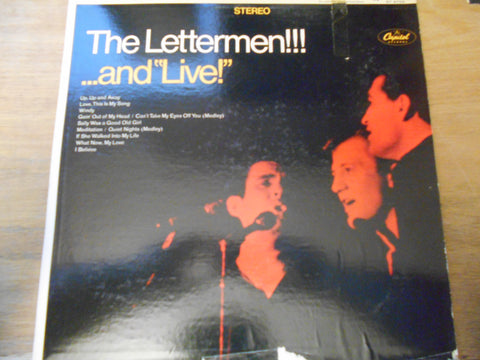 STEREO
The Lettermen!!!
...and "Live!"
Capitol
RECORDS
Up, Up and Away
Love, This Is My Song
Windy
Goin' Out of My Head / Can't Take My Eyes Off You (Medley)
Sally Was a Good Old Girl
Meditation / Quiet Nights (Medley)
If She Walked Into My Life
What Now, My Love
I Believe